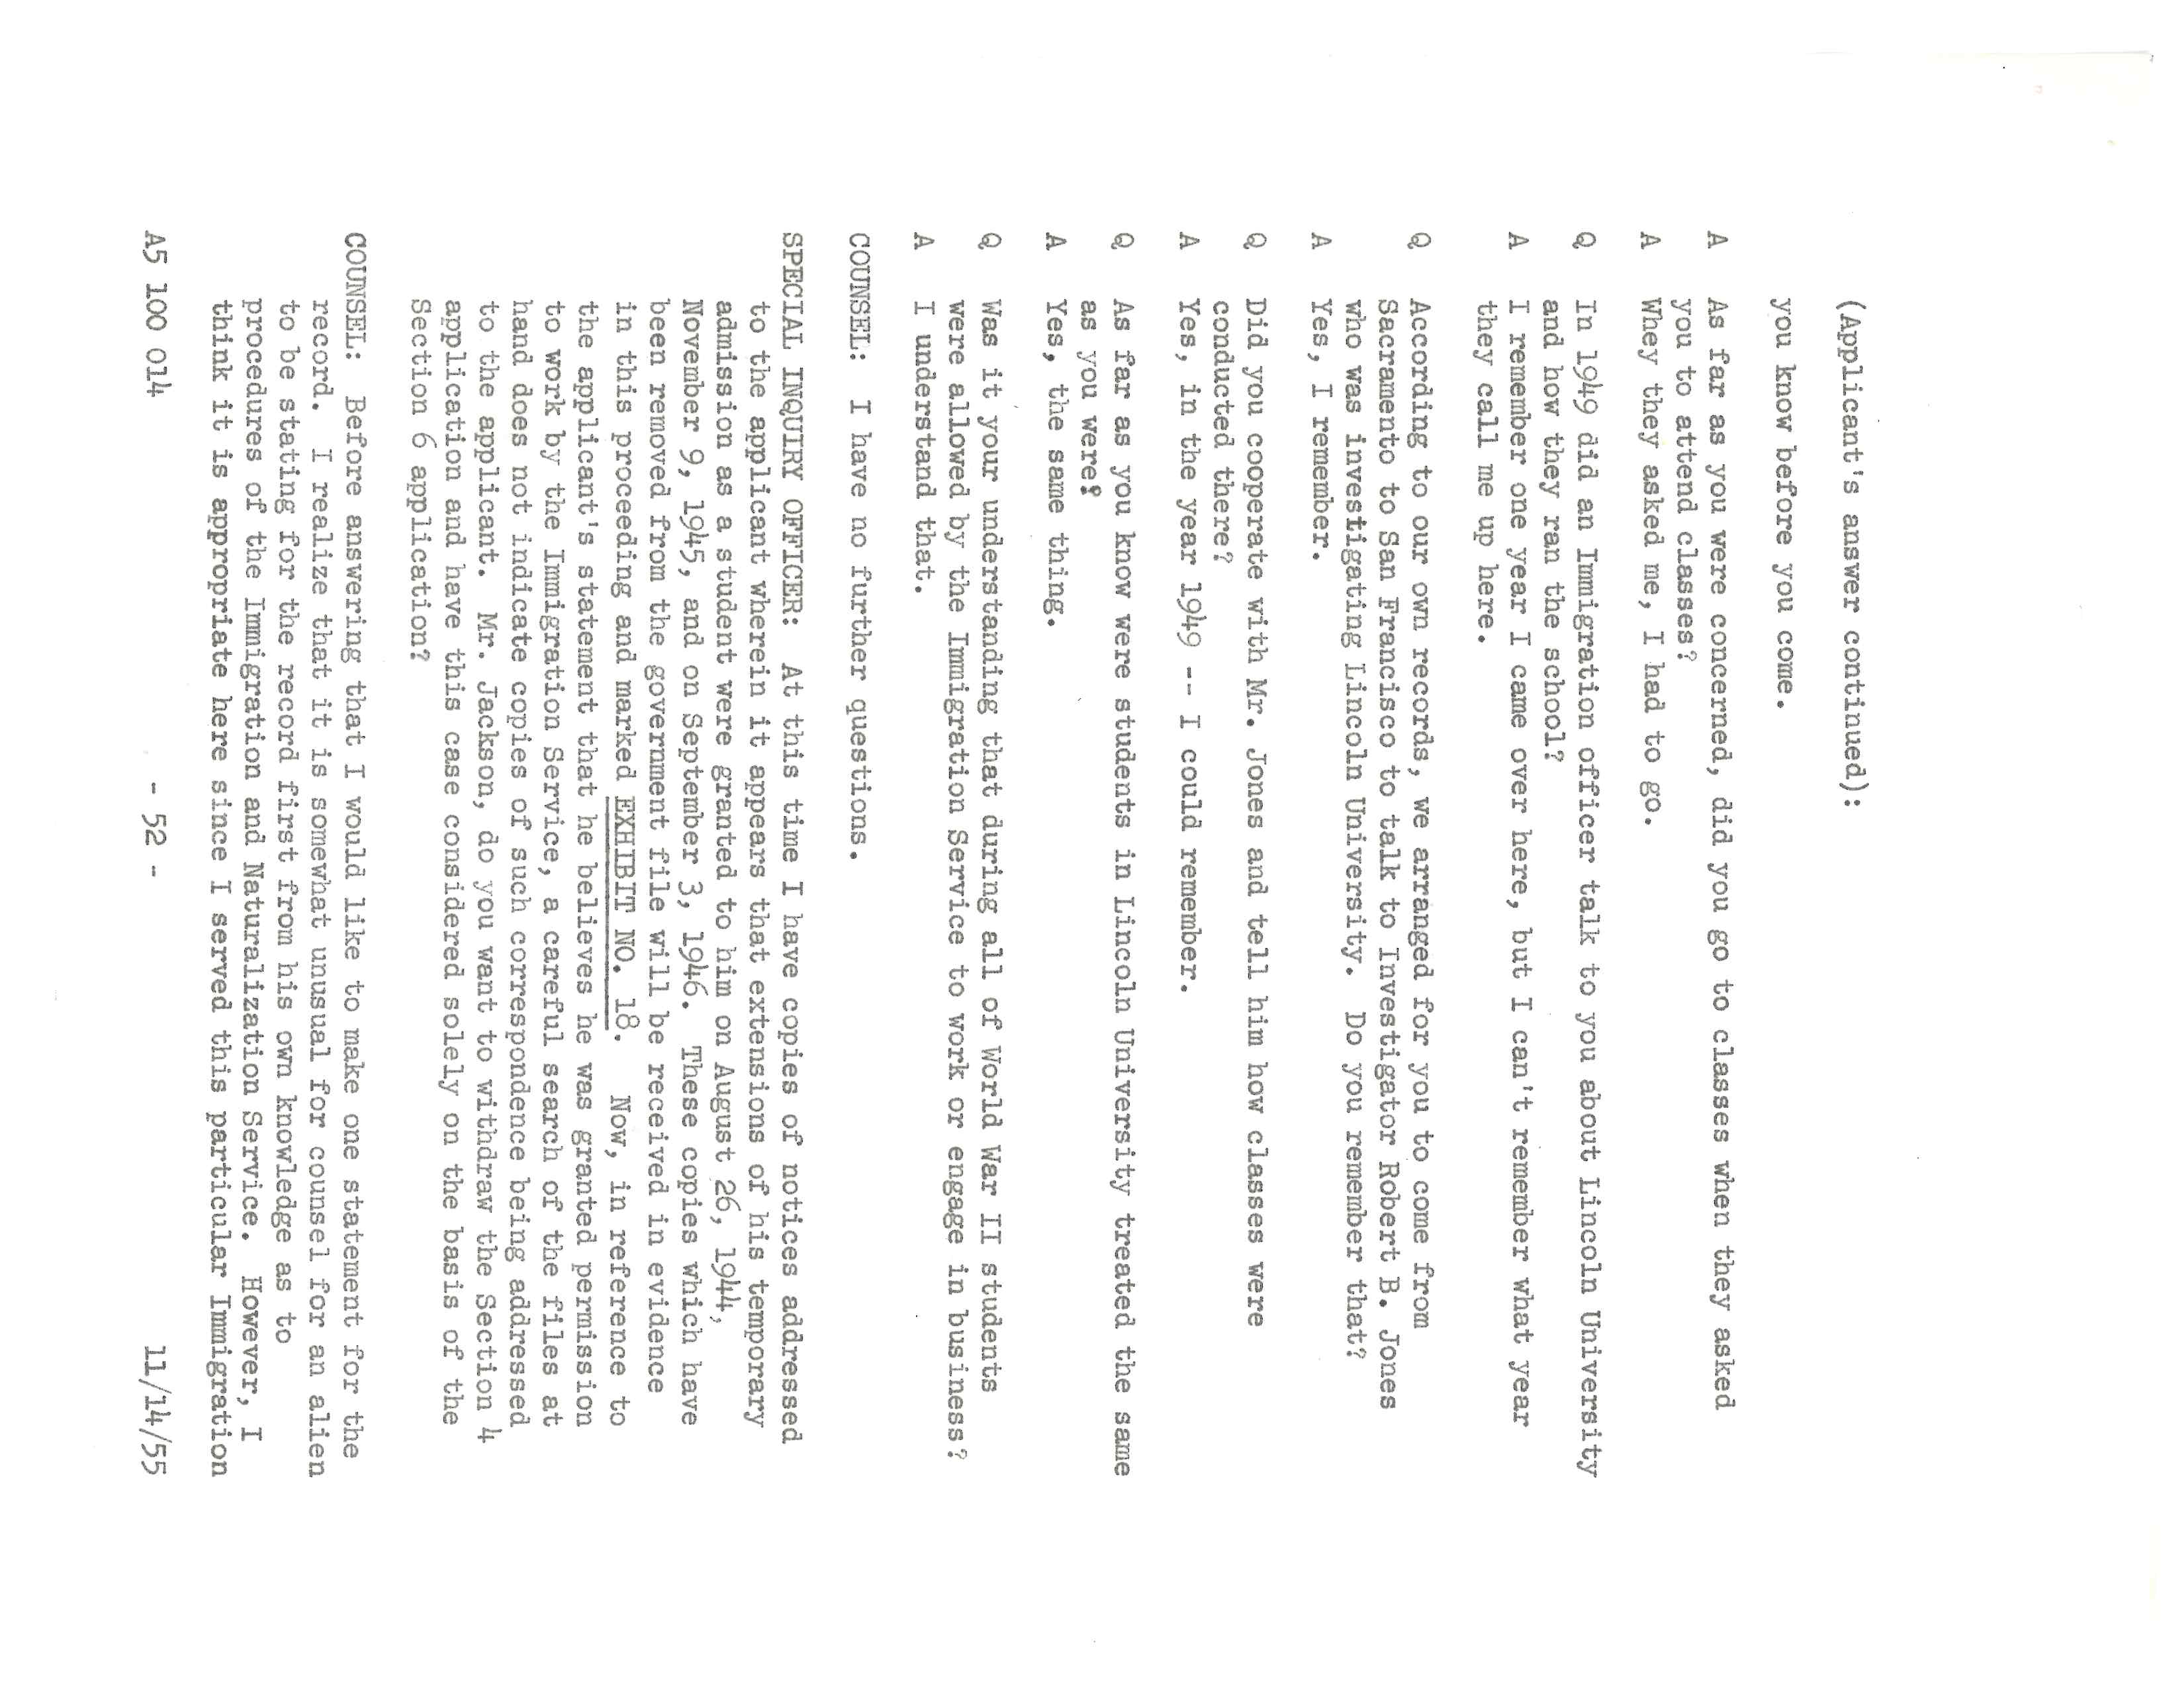 (Applicant's answer continued):
you know before you come.
A As far as you were concerned, did you go to classes when they asked
you to attend classes?
A Whey they asked me, I had to go.
Q In 1949 did an Immigration officer talk to you about Lincoln University
and how they ran the school?
A I remember one year I came over here, but I can't remember what year
they call me up here.
Q According to our own records, we arranged for you to come from
Sacramento to San Francisco to talk to Investigator Robert B. Jones
who was investigating Lincoln University. Do you remember that?
A Yes, I remember.
Q Did you cooperate with Mr. Jones and tell him how classes were
conducted there?
A Yes, in the year 1949 -- I could remember.
Q As far as you know were students in Lincoln University treated the same
as you were?
A Yes, the same thing.
Q Was it your understanding that during all of World War II students
were allowed by the Immigration Service to work or engage in business?
A I understand that.
COUNSEL: I have no further questions.
SPECIAL INQUIRY OFFICER: At this time I have copies of notices addressed
to the applicant wherein it appears that extensions of his temporary
admission as a student were granted to him on August 26, 1944,
November 9, 1945, and on September 3, 1946. These copies which have
been removed from the government file will be received in evidence
in this proceeding and marked EXHIBIT NO. 18. Now, in reference to
the applicant's statement that he believes he was granted permission
to work by the Immigration Service, a careful search of the files at
hand does not indicate copies of such correspondence being addressed
to the applicant. Mr. Jackson, do you want to withdraw the Section 4
application and have this case considered solely on the basis of the
Section 6 application?
COUNSEL: Before answering that I would like to make one statement for the
record. I realize that it is somewhat unusual for counsel for an alien
to be stating for the record first from his own knowledge as to
procedures of the Immigration and Naturalization Service. However, I
think it is appropriate here since I served this particular Immigration
A5 100 014 - 52 - 11/14/55